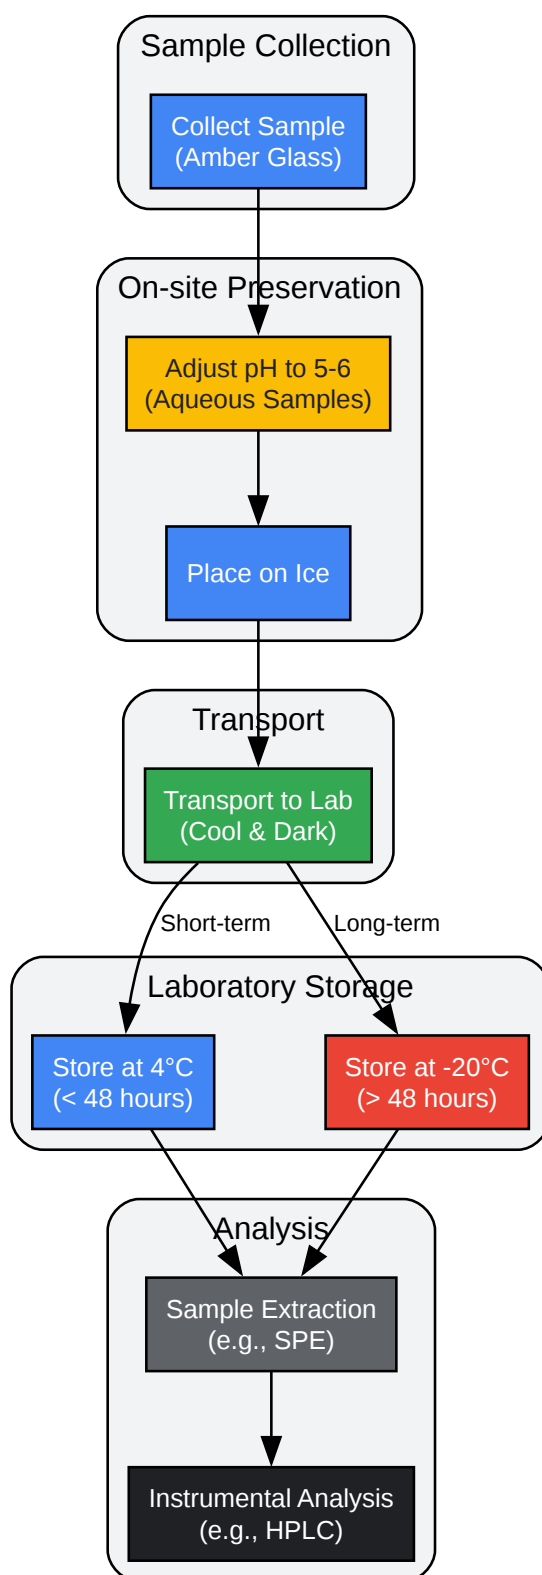 Sample Collection
Collect Sample
(Amber Glass)
On-site Preservation
Adjust pH to 5-6
(Aqueous Samples)
Place on Ice
Transport
Transport to Lab
(Cool & Dark)
Short-term
Long-term
Laboratory Storage
Store at 4°C
(< 48 hours)
Store at -20°C
(> 48 hours)
Analysis
Sample Extraction
(e.g., SPE)
Instrumental Analysis
(e.g., HPLC)